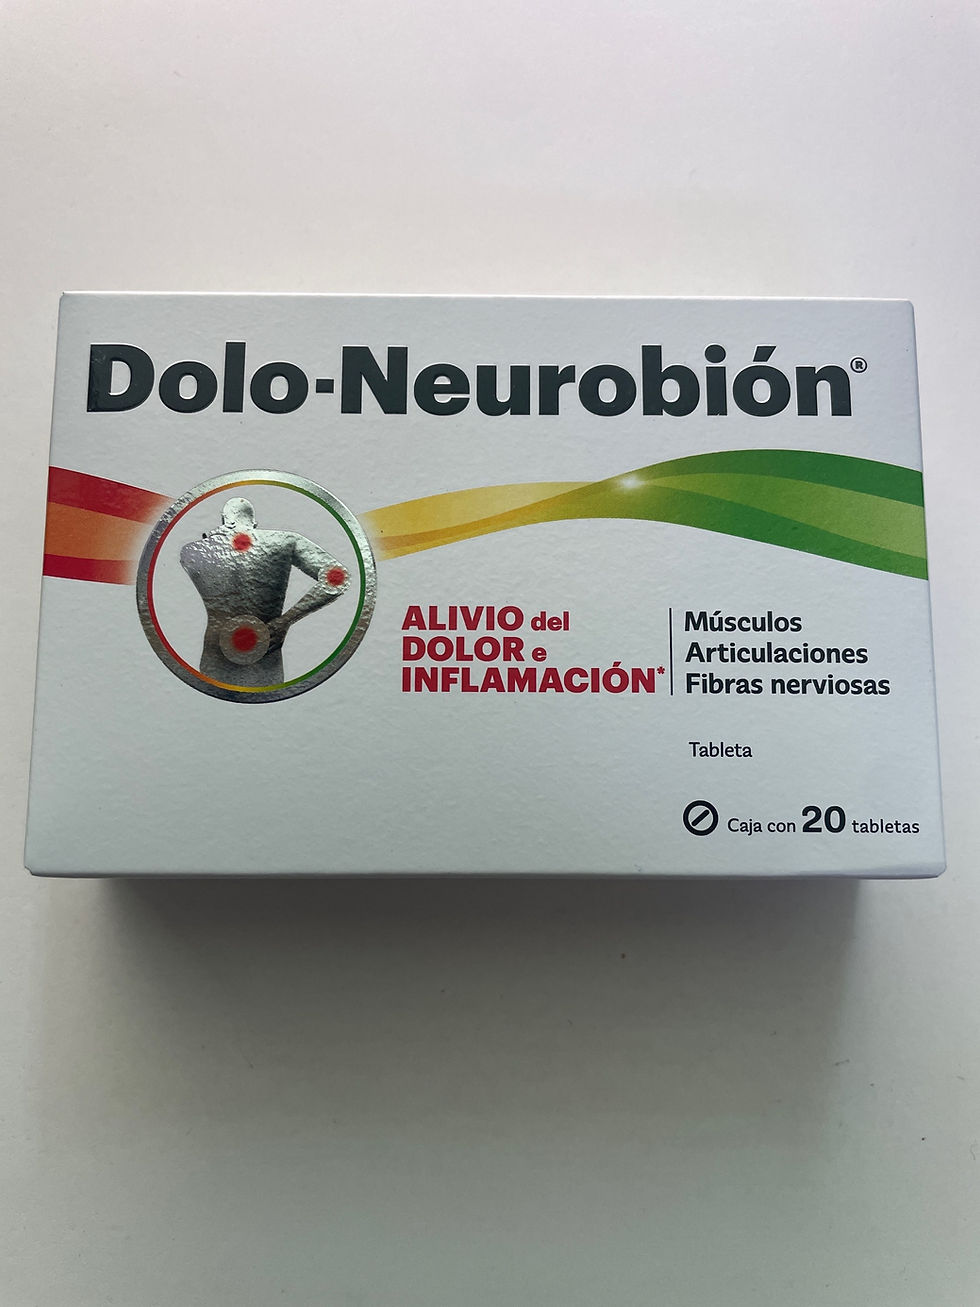 Dolo-Neurobión®
ALIVIO del
DOLOR e
INFLAMACIÓN*
Músculos
Articulaciones
Fibras nerviosas
Tableta
Caja con 20 tabletas